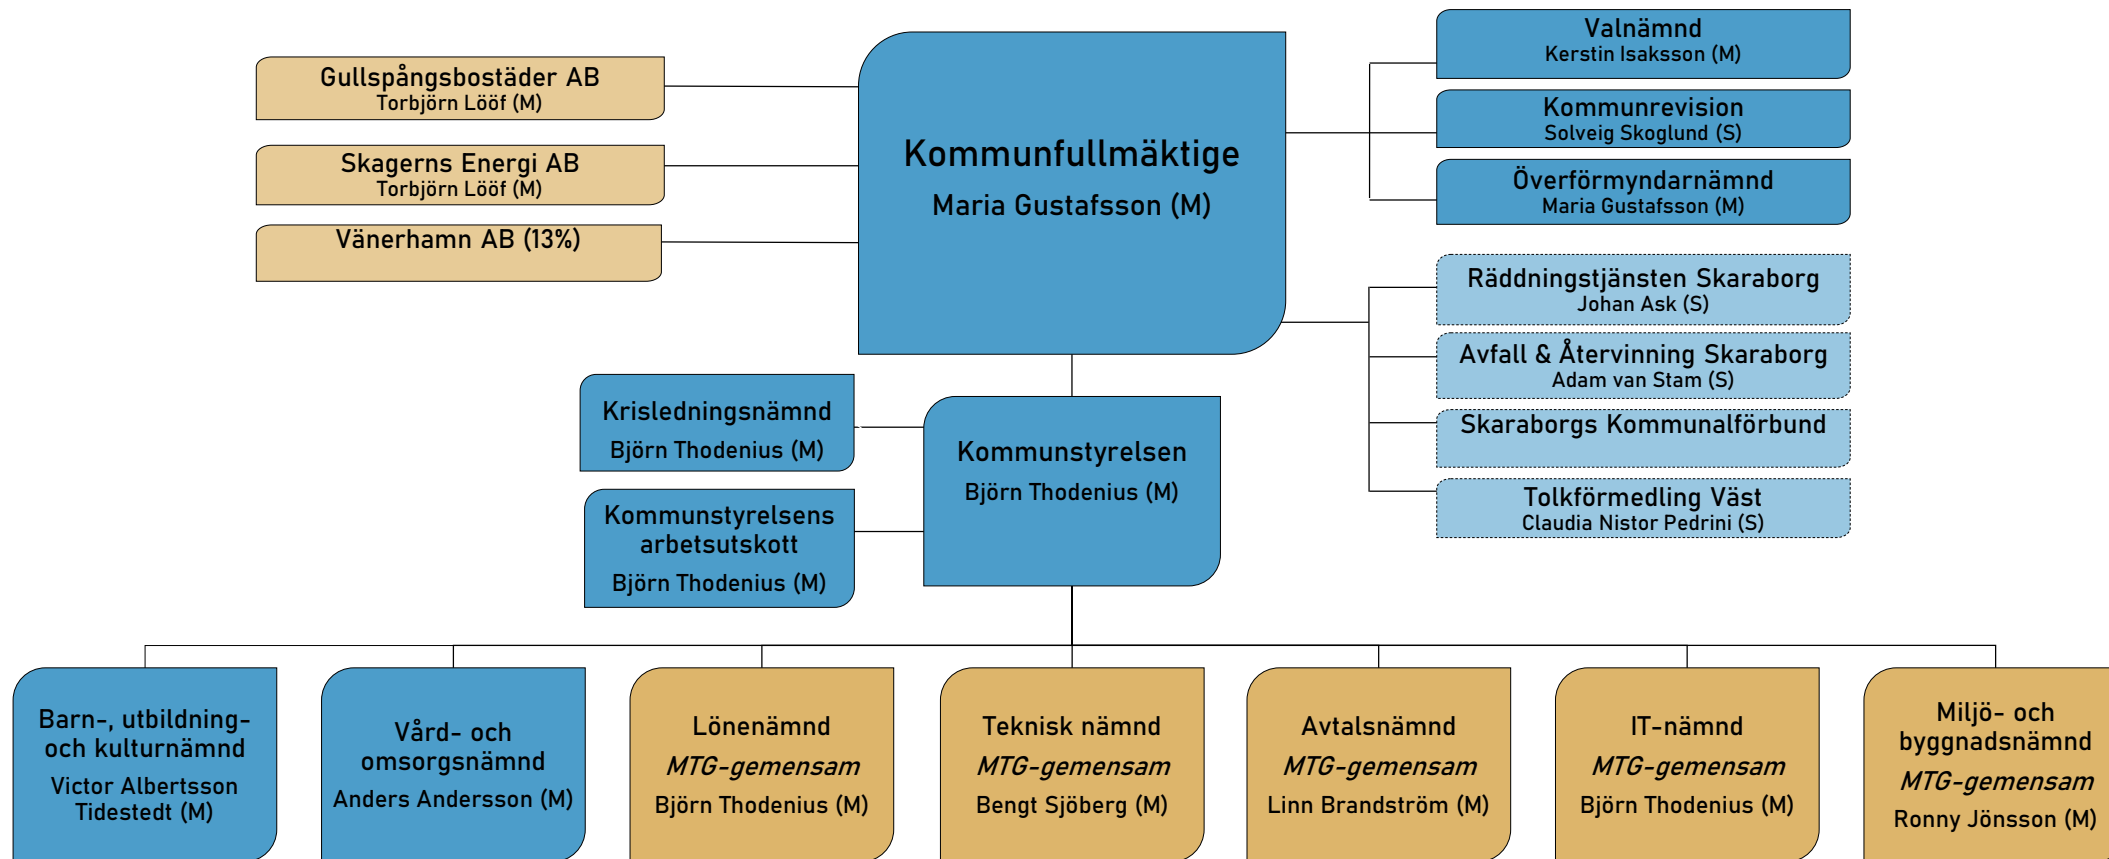 Gullspångsbostäder AB
Torbjörn Lööf (M)
Skagerns Energi AB
Torbjörn Lööf (M)
Vänerhamn AB (13%)
Kommunfullmäktige
Maria Gustafsson (M)
Valnämnd
Kerstin Isaksson (M)
Kommunrevision
Solveig Skoglund (S)
Överförmyndarnämnd
Maria Gustafsson (M)
Räddningstjänsten Skaraborg
Johan Ask (S)
Avfall & Återvinning Skaraborg
Adam van Stam (S)
Skaraborgs Kommunalförbund
Tolkförmedling Väst
Claudia Nistor Pedrini (S)
Krisledningsnämnd
Björn Thodenius (M)
Kommunstyrelsens
arbetsutskott
Björn Thodenius (M)
Kommunstyrelsen
Björn Thodenius (M)
Barn-, utbildning-
och kulturnämnd
Victor Albertsson
Tidestedt (M)
Vård- och
omsorgsnämnd
Anders Andersson (M)
Lönenämnd
MTG-gemensam
Björn Thodenius (M)
Teknisk nämnd
MTG-gemensam
Bengt Sjöberg (M)
Avtalsnämnd
MTG-gemensam
Linn Brandström (M)
IT-nämnd
MTG-gemensam
Björn Thodenius (M)
Miljö- och
byggnadsnämnd
MTG-gemensam
Ronny Jönsson (M)